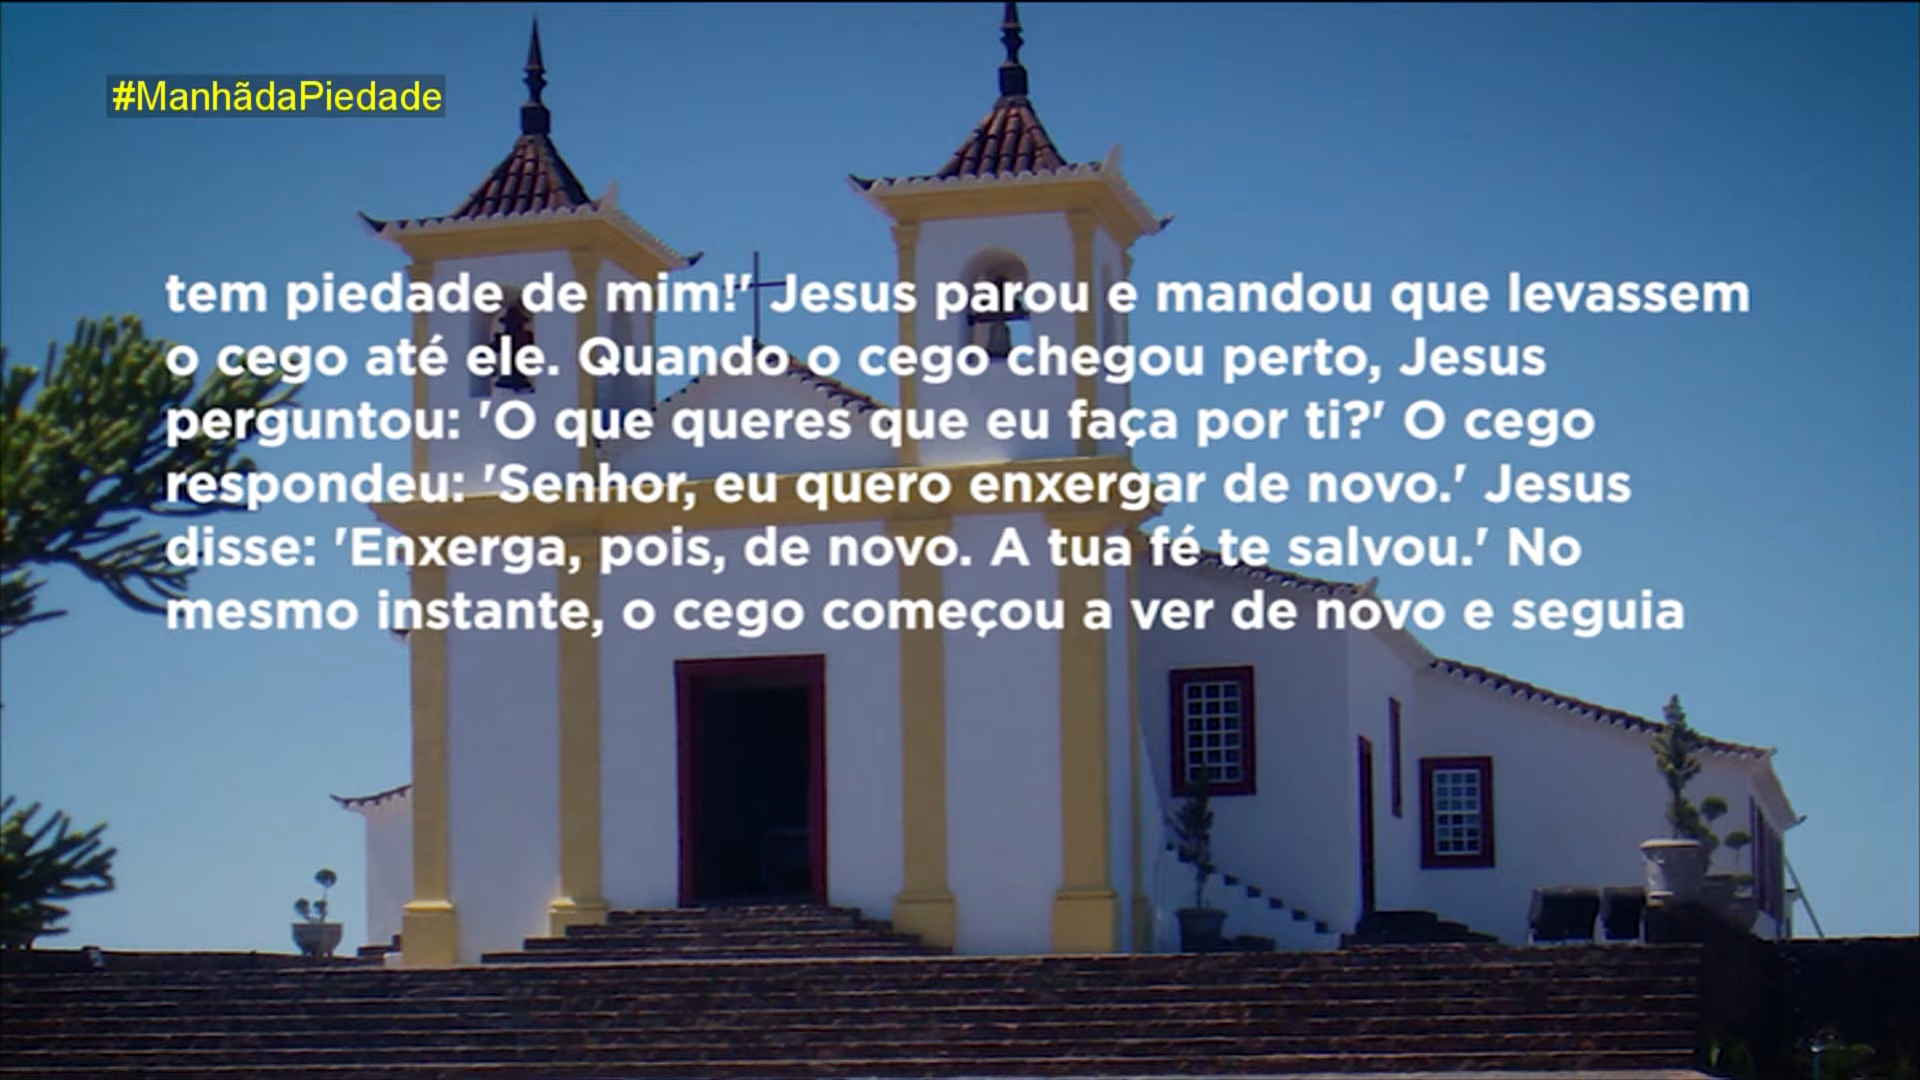 #ManhãdaPiedade
tem piedade de mim!' Jesus parou e mandou que levassem
o cego até ele. Quando o cego chegou perto, Jesus
perguntou: 'O que queres que eu faça por ti?' O cego
respondeu: 'Senhor, eu quero enxergar de novo.' Jesus
disse: 'Enxerga, pois, de novo. A tua fé te salvou.' No
mesmo instante, o cego começou a ver de novo e seguia